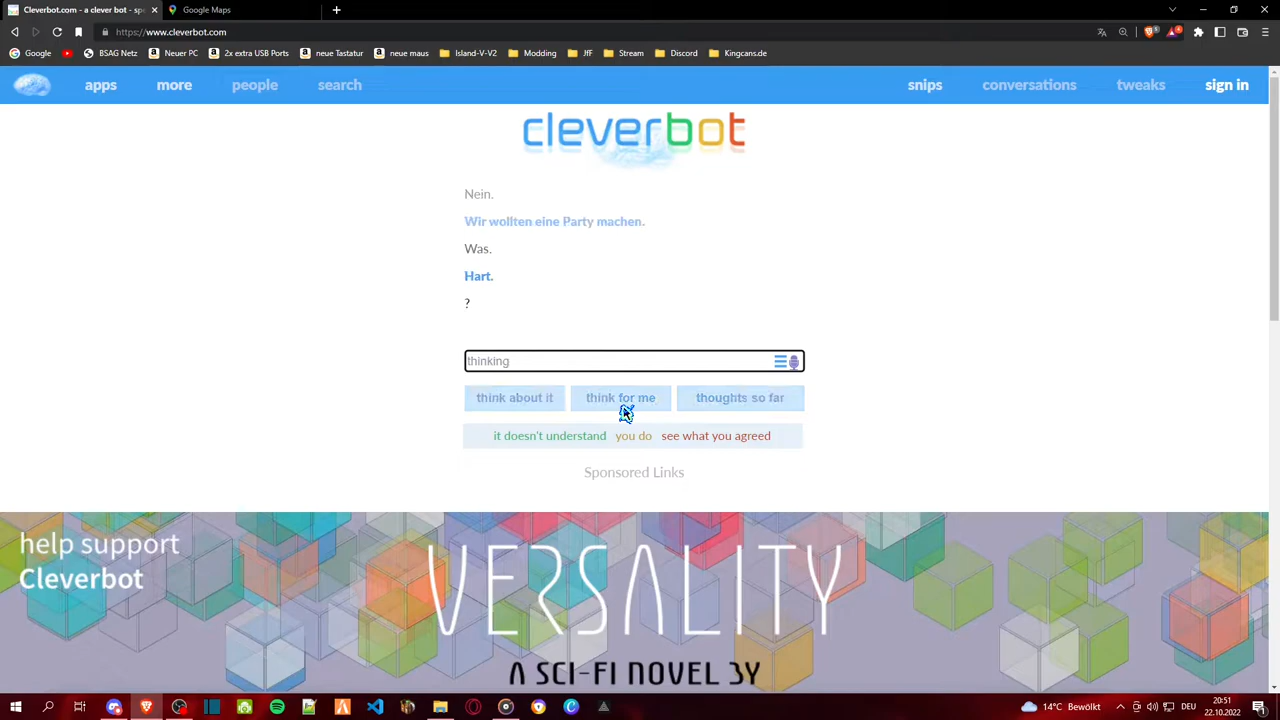 Cleverbot.com - a clever bot - spe
Google Maps
https://www.cleverbot.com
Google
BSAG Netz
Neuer PC
2x extra USB Ports
neue Tastatur
neue maus
Island-V-V2
Modding
JJF
Stream
Discord
Kingcans.de
apps more people search snips conversations tweaks sign in
cleverbot
Nein.
Wir wollten eine Party machen.
Was.
Hart.
?
thinking
think about it think for me thoughts so far
it doesn't understand you do see what you agreed
Sponsored Links
help support
Cleverbot
VERSALITY
A SCI-FI NOVEL BY
14°C Bewölkt
DEU
20:51
22.10.2022